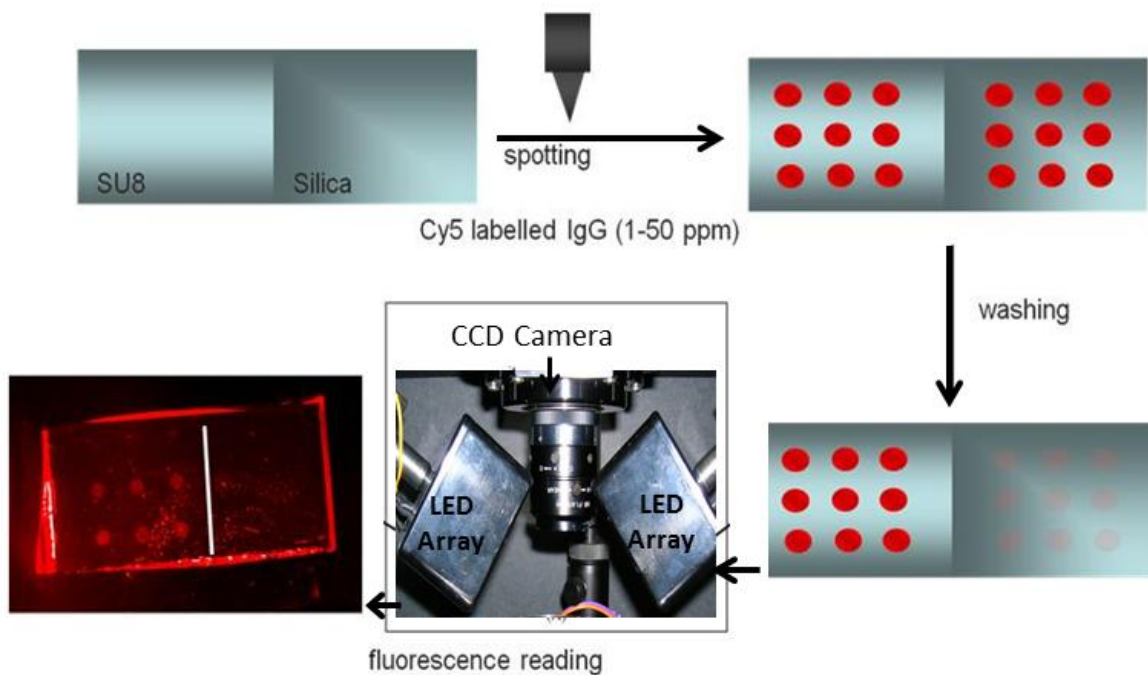 SU8
Silica
spotting
Cy5 labelled IgG (1-50 ppm)
washing
CCD Camera
LED
Array
LED
Array
fluorescence reading